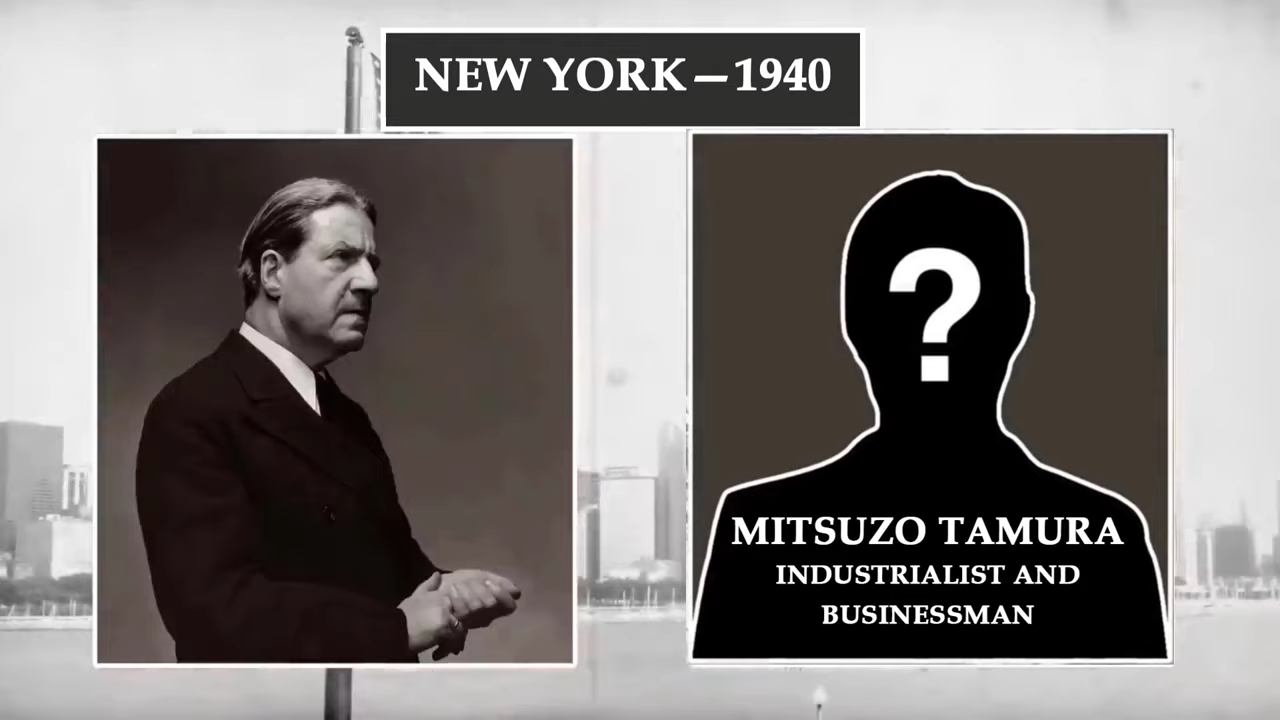 NEW YORK—1940
?
MITSUZO TAMURA
INDUSTRIALIST AND
BUSINESSMAN